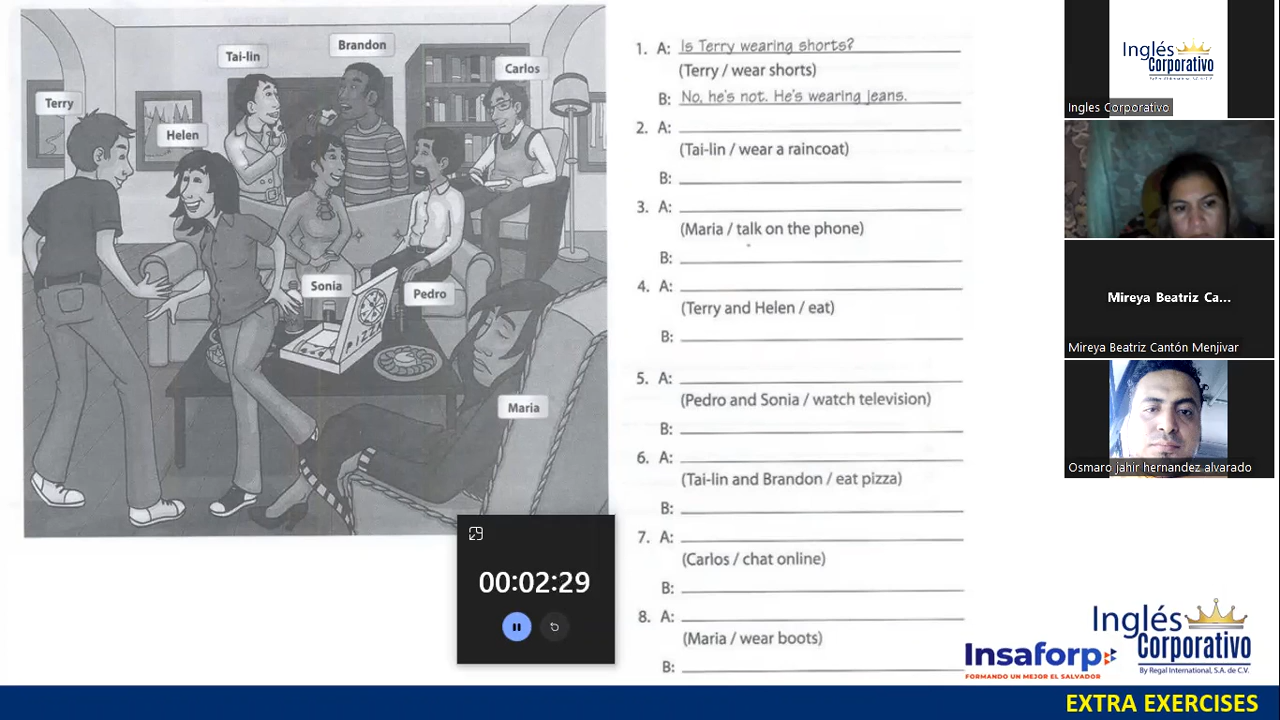 Tai-lin
Brandon
Carlos
Terry
Helen
Sonia
Pedro
PIZZA
Maria
1. A: Is Terry wearing shorts?
(Terry / wear shorts)
B: No, he's not. He's wearing jeans.
2. A:
(Tai-lin / wear a raincoat)
B:
3. A:
(Maria / talk on the phone)
B:
4. A:
(Terry and Helen / eat)
B:
5. A:
(Pedro and Sonia / watch television)
B:
6. A:
(Tai-lin and Brandon / eat pizza)
B:
7. A:
(Carlos / chat online)
B:
8. A:
(Maria / wear boots)
B:
00:02:29
Inglés
Corporativo
Ingles Corporativo
Mireya Beatriz Ca...
Mireya Beatriz Cantón Menjivar
Osmaro jahir hernandez alvarado
Insaforp
FORMANDO UN MEJOR EL SALVADOR
Inglés
Corporativo
By Regal International, S.A. de C.V.
EXTRA EXERCISES